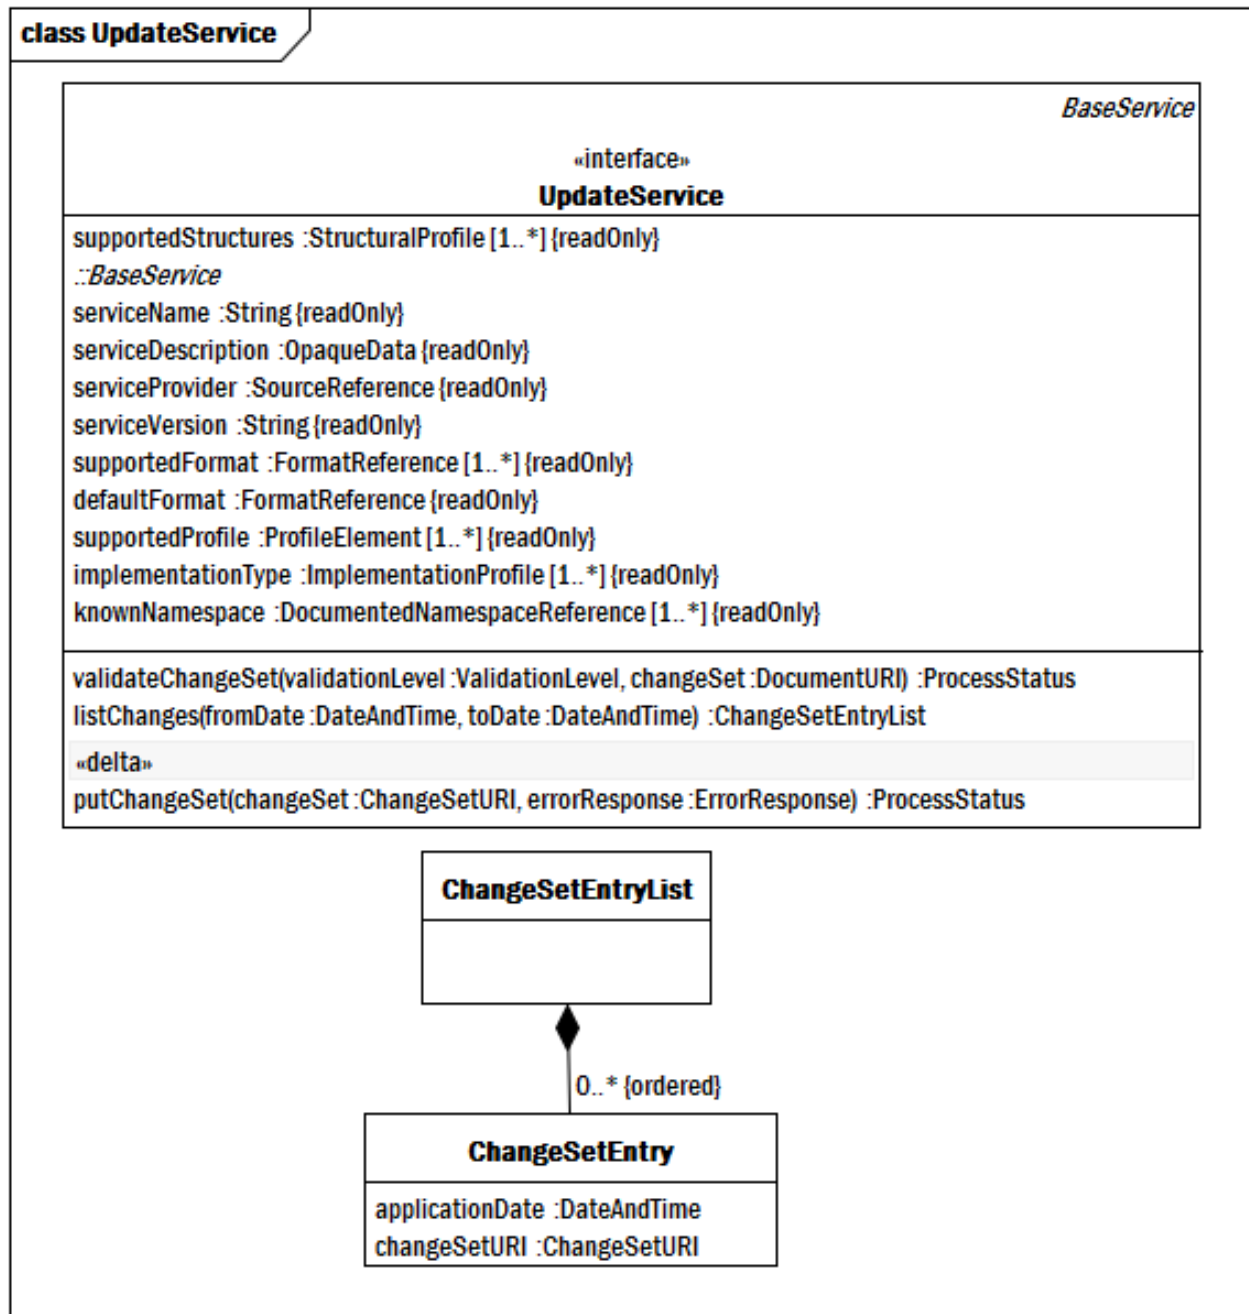 class UpdateService
BaseService
«interface»
UpdateService
supportedStructures :StructuralProfile [1..*] {readOnly}
::BaseService
serviceName :String {readOnly}
serviceDescription :OpaqueData {readOnly}
serviceProvider :SourceReference {readOnly}
serviceVersion :String {readOnly}
supportedFormat :FormatReference [1..*] {readOnly}
defaultFormat :FormatReference {readOnly}
supportedProfile :ProfileElement [1..*] {readOnly}
implementationType :ImplementationProfile [1..*] {readOnly}
knownNamespace :DocumentedNamespaceReference [1..*] {readOnly}
validateChangeSet(validationLevel :ValidationLevel, changeSet :DocumentURI) :ProcessStatus
listChanges(fromDate :DateAndTime, toDate :DateAndTime) :ChangeSetEntryList
«delta»
putChangeSet(changeSet :ChangeSetURI, errorResponse :ErrorResponse) :ProcessStatus
ChangeSetEntryList
0..* {ordered}
ChangeSetEntry
applicationDate :DateAndTime
changeSetURI :ChangeSetURI